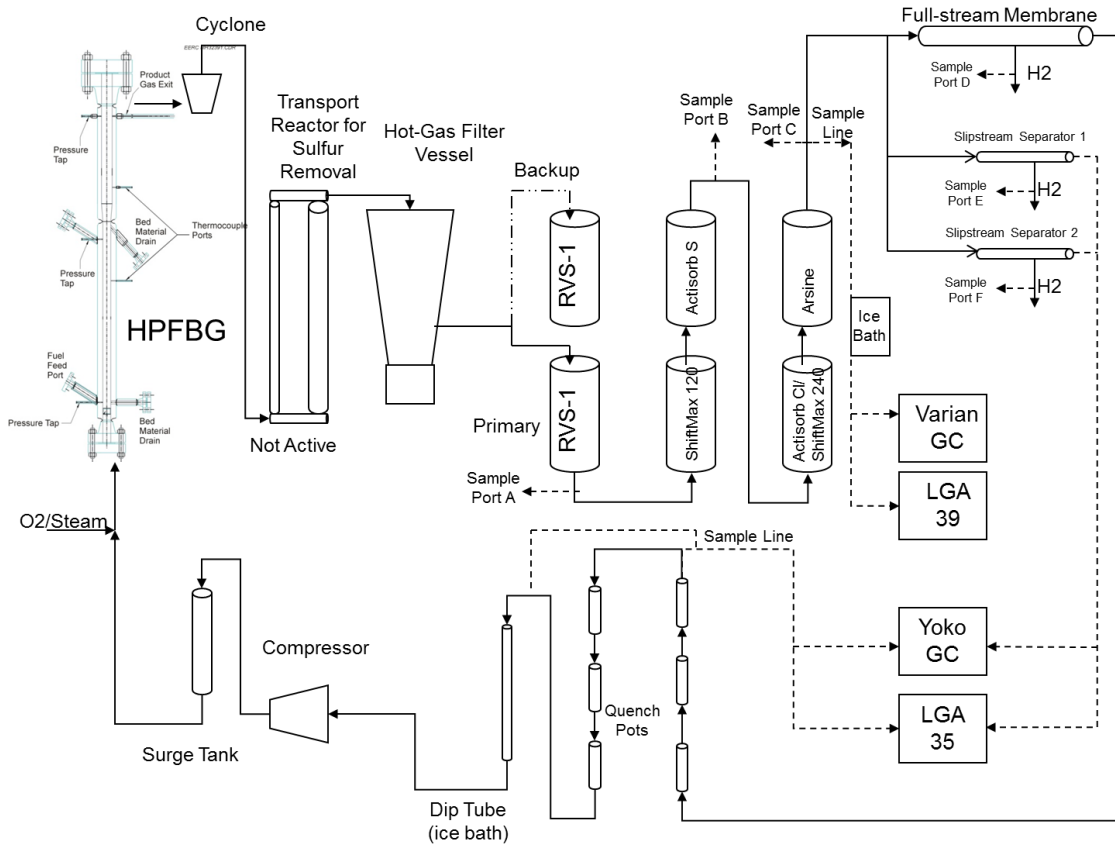 Cyclone
Full-stream Membrane
Product
Gas Exit
Pressure
Tap
Thermocouple
Ports
Bed
Material
Drain
Pressure
Tap
HPFBG
Fuel
Feed
Port
Pressure Tap
Bed
Material
Drain
O2/Steam
Transport
Reactor for
Sulfur
Removal
Not Active
Hot-Gas Filter
Vessel
Backup
RVS-1
Primary
RVS-1
Sample
Port A
Sample
Port B
Actisorb S
ShiftMax 120
Sample
Port C
Sample
Line
Arsine
Actisorb Cl/
ShiftMax 240
Sample
Port D
H2
Slipstream Separator 1
Sample
Port E
H2
Slipstream Separator 2
Sample
Port F
H2
Ice
Bath
Varian
GC
LGA
39
Sample Line
Yoko
GC
LGA
35
Quench
Pots
Dip Tube
(ice bath)
Compressor
Surge Tank